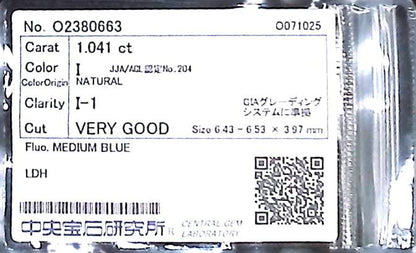 No. O2380663 O071025
Carat 1.041 ct
Color I JJA/AGL認定No.204
ColorOrigin NATURAL
Clarity I-1 GIAグレーディング
システムに準拠
Cut VERY GOOD Size 6.43 - 6.53 × 3.97 mm
Fluo. MEDIUM BLUE
LDH
中央宝石研究所® CENTRAL GEM
LABORATORY